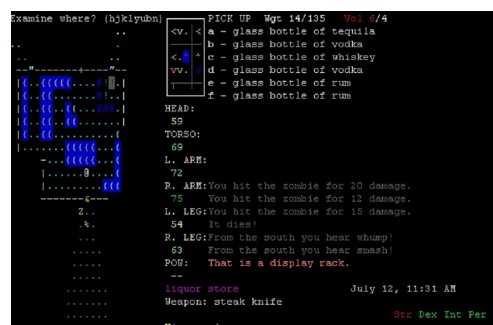 Examine where? (hjklyubn)
PICK UP Wgt 14/135 Vol 6/4
a - glass bottle of tequila
b - glass bottle of vodka
c - glass bottle of whiskey
d - glass bottle of vodka
e - glass bottle of rum
f - glass bottle of rum
HEAD:
59
TORSO:
69
L. ARM:
72
R. ARM: You hit the zombie for 20 damage.
75 You hit the zombie for 12 damage.
L. LEG: You hit the zombie for 15 damage.
54 It dies!
R. LEG: From the south you hear whump!
63 From the south you hear smash!
POW: That is a display rack.
--
liquor store July 12, 11:31 AM
Weapon: steak knife
Str Dex Int Per